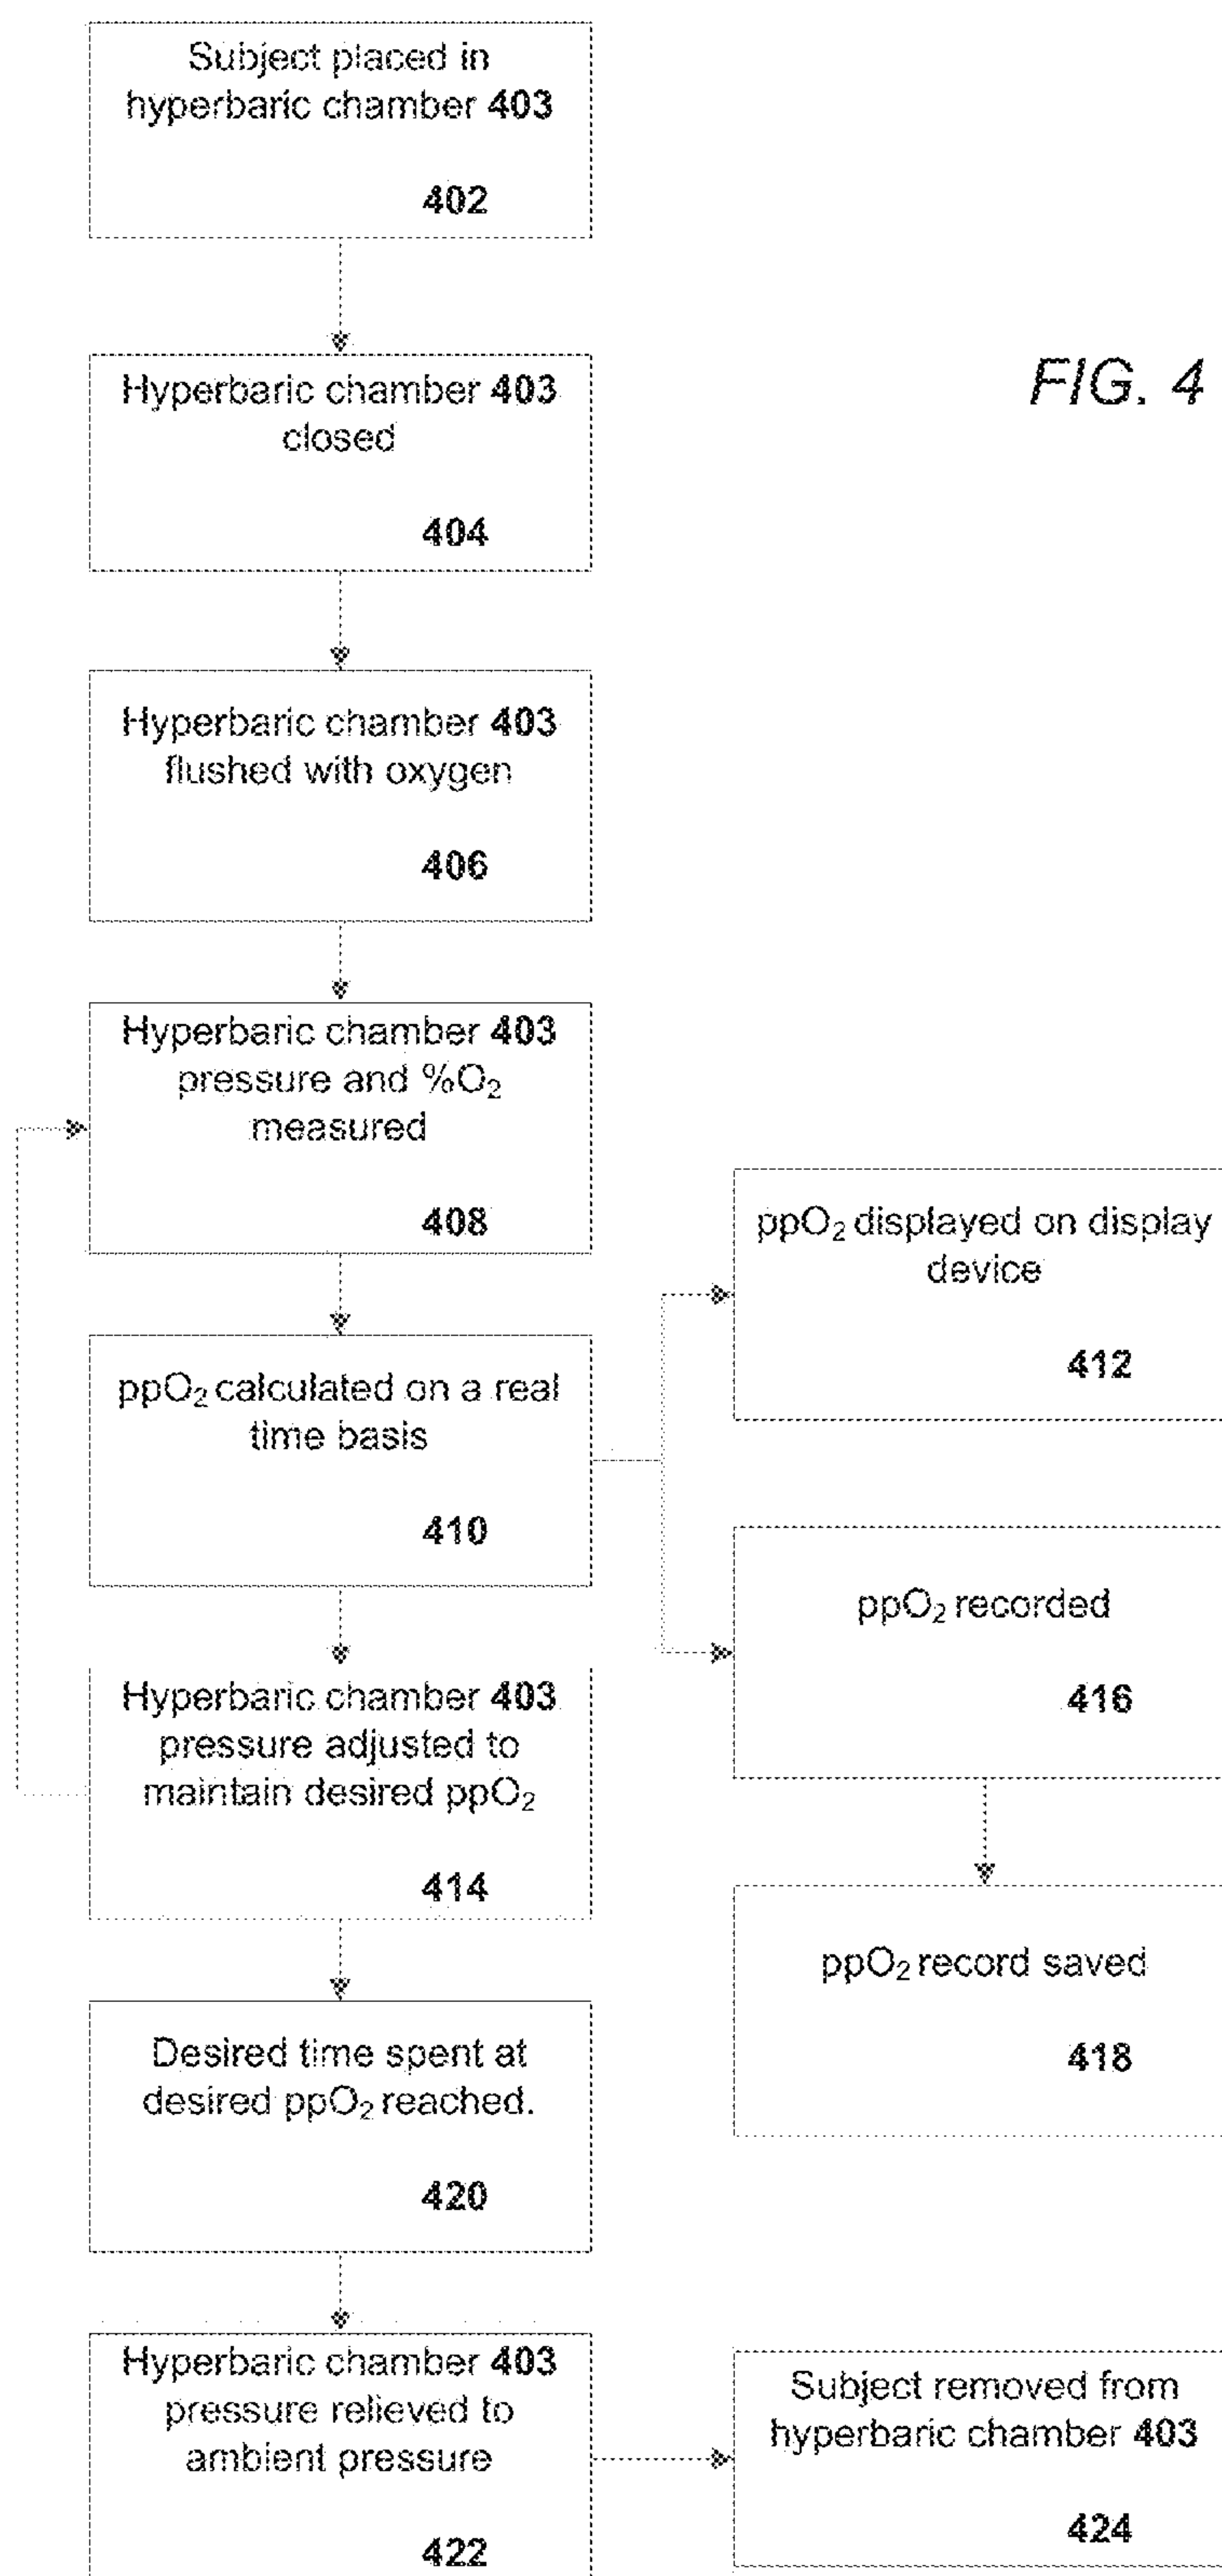 Subject placed in
hyperbaric chamber 403
402
Hyperbaric chamber 403
closed
404
FIG. 4
Hyperbaric chamber 403
flushed with oxygen
406
Hyperbaric chamber 403
pressure and %O₂
measured
408
ppO₂ calculated on a real
time basis
410
ppO₂ displayed on display
device
412
Hyperbaric chamber 403
pressure adjusted to
maintain desired ppO₂
414
ppO₂ recorded
416
ppO₂ record saved
418
Desired time spent at
desired ppO₂ reached.
420
Hyperbaric chamber 403
pressure relieved to
ambient pressure
422
Subject removed from
hyperbaric chamber 403
424